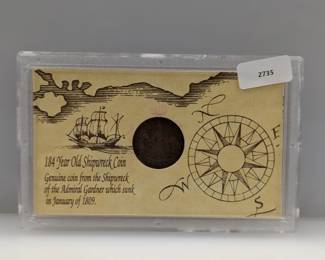 2735
184 Year Old Shipwreck Coin
Genuine coin from the Shipwreck
of the Admiral Gardner which sunk
in January of 1809.
N
E
W
S